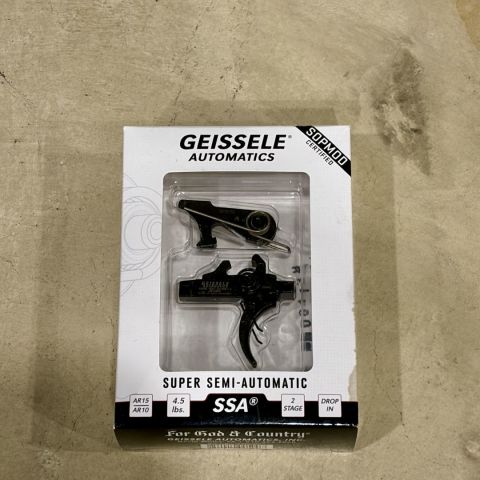 GEISSELE®
AUTOMATICS
SOPMOD
CERTIFIED
GEISSELE
SUPER SEMI-AUTOMATIC
AR15
AR10
4.5
lbs.
SSA®
2
STAGE
DROP
IN
For God & Country®
GEISSELE AUTOMATICS, INC.